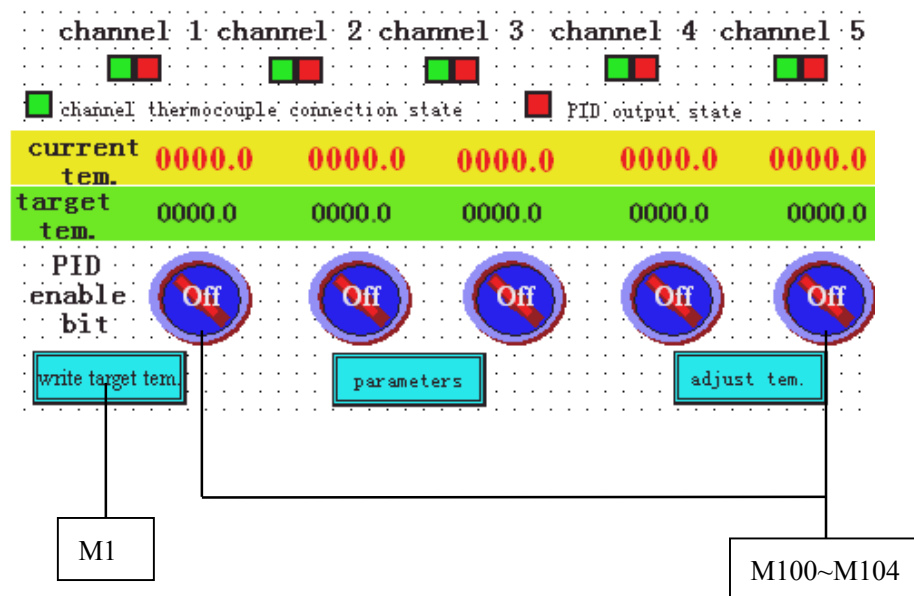 channel 1 channel 2 channel 3 channel 4 channel 5
channel thermocouple connection state PID output state
current tem. 0000.0 0000.0 0000.0 0000.0 0000.0
target tem. 0000.0 0000.0 0000.0 0000.0 0000.0
PID
enable Off Off Off Off Off
bit
write target tem. parameters adjust tem.
M1
M100~M104